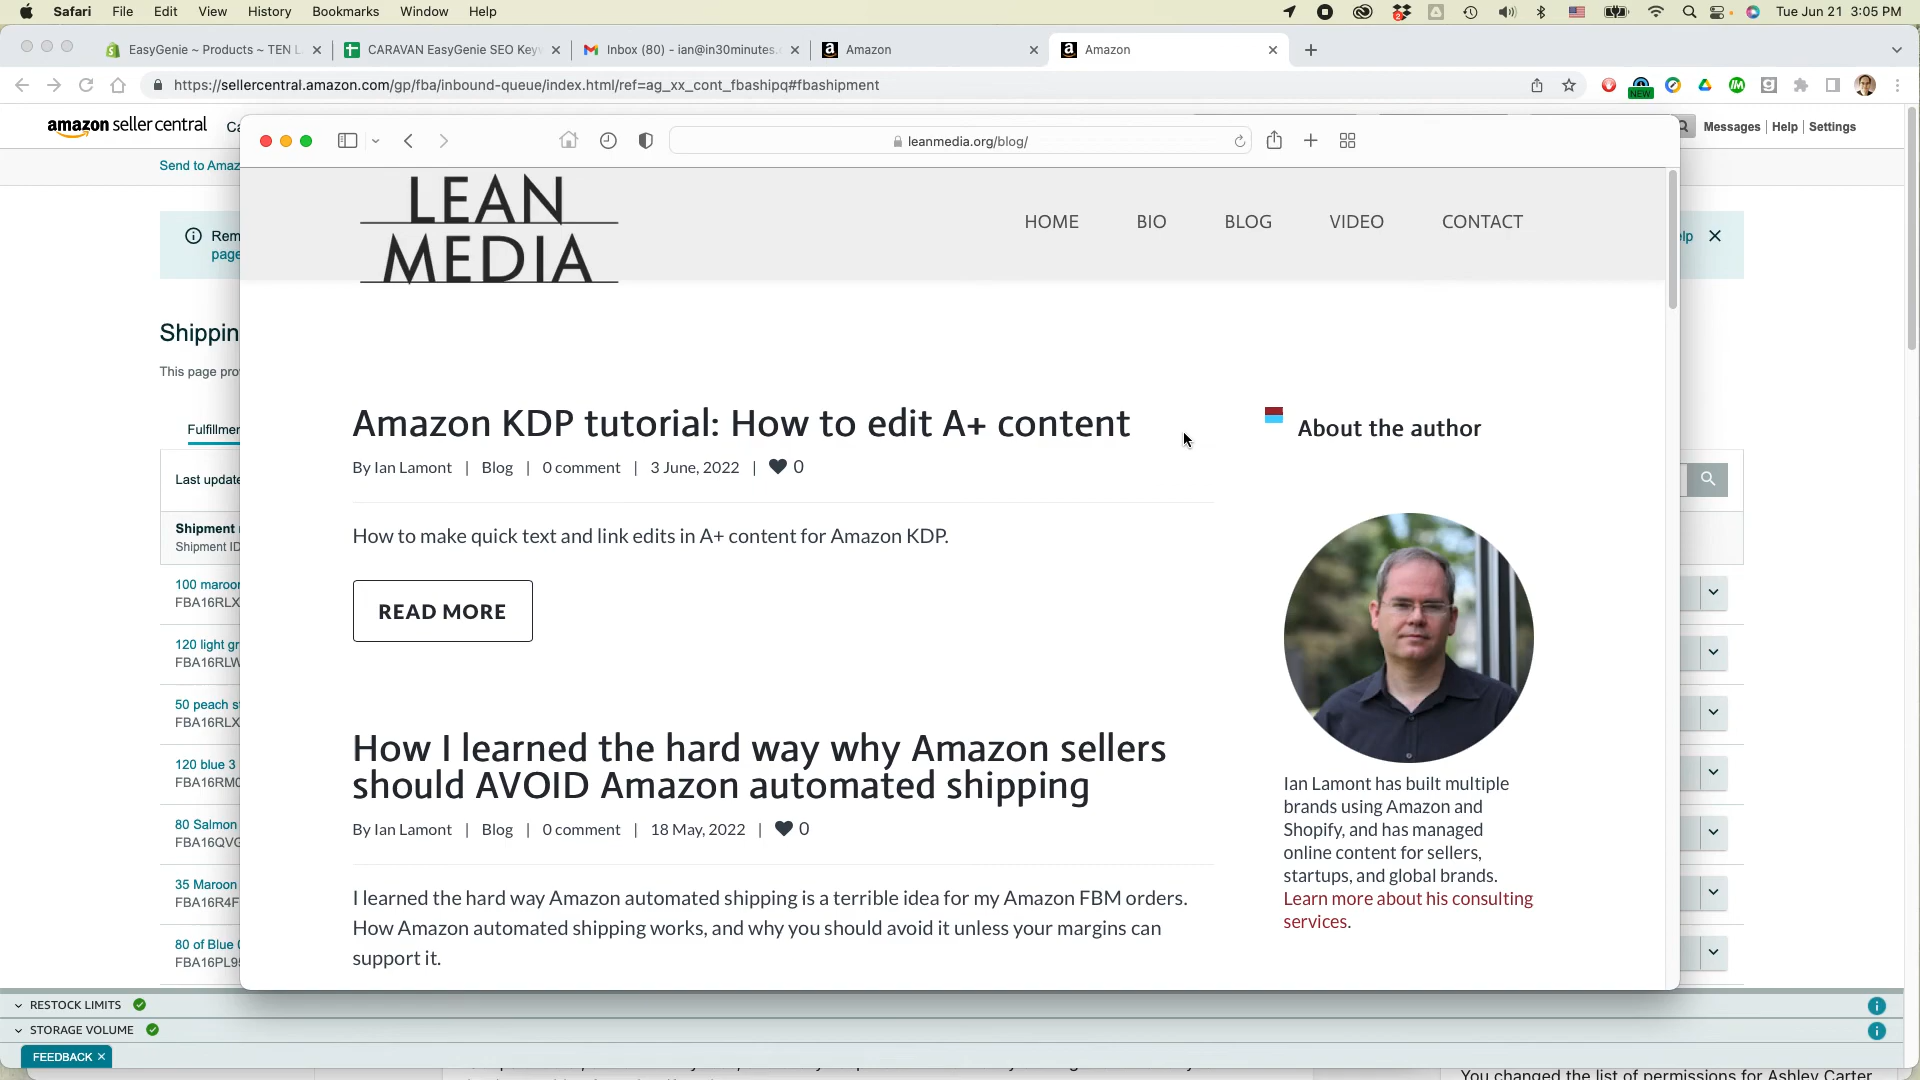 Safari File Edit View History Bookmarks Window Help
2
Tue Jun 21 3:05 PM
EasyGenie ~ Products ~ TEN L
CARAVAN EasyGenie SEO Key
Inbox (80) - ian@in30minutes.
Amazon
Amazon
https://sellercentral.amazon.com/gp/fba/inbound-queue/index.html/ref=ag_xx_cont_fbashipq#fbashipment
NEW
amazon seller central
Ca
Messages | Help | Settings
leanmedia.org/blog/
Send to Amaz
LEAN
MEDIA
HOME BIO BLOG VIDEO CONTACT
Rem
page
elp
Shippin
This page pro
Fulfillmen
Last update
Shipment
Shipment ID
100 maroon
FBA16RLX
120 light gr
FBA16RLW
50 peach s
FBA16RLX
120 blue 3
FBA16RM0
80 Salmon
FBA16QVG
35 Maroon
FBA16R4F
80 of Blue
FBA16PL9
Amazon KDP tutorial: How to edit A+ content
By Ian Lamont | Blog | 0 comment | 3 June, 2022 | 0
How to make quick text and link edits in A+ content for Amazon KDP.
READ MORE
How I learned the hard way why Amazon sellers
should AVOID Amazon automated shipping
By Ian Lamont | Blog | 0 comment | 18 May, 2022 | 0
I learned the hard way Amazon automated shipping is a terrible idea for my Amazon FBM orders.
How Amazon automated shipping works, and why you should avoid it unless your margins can
support it.
About the author
Ian Lamont has built multiple
brands using Amazon and
Shopify, and has managed
online content for sellers,
startups, and global brands.
Learn more about his consulting
services.
RESTOCK LIMITS
STORAGE VOLUME
FEEDBACK
You changed the list of permissions for Ashley Carter